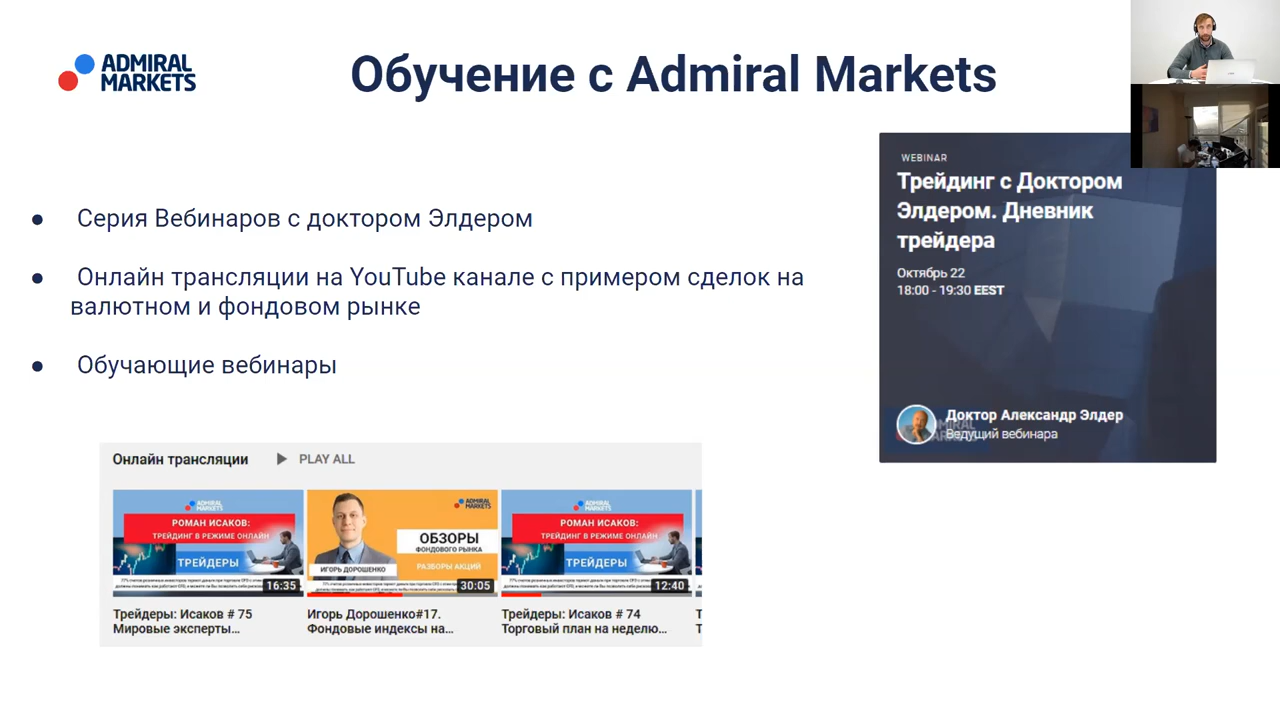 ADMIRAL
MARKETS
Обучение с Admiral Markets
● Серия Вебинаров с доктором Элдером
● Онлайн трансляции на YouTube канале с примером сделок на
валютном и фондовом рынке
● Обучающие вебинары
WEBINAR
Трейдинг с Доктором
Элдером. Дневник
трейдера
Октябрь 22
18:00 - 19:30 EEST
Доктор Александр Элдер
Ведущий вебинара
Онлайн трансляции PLAY ALL
ADMIRAL
MARKETS
РОМАН ИСАКОВ:
ТРЕЙДИНГ В РЕЖИМЕ ОНЛАЙН
ТРЕЙДЕРЫ
16:35
Трейдеры: Исаков # 75
Мировые эксперты...
ADMIRAL
MARKETS
ОБЗОРЫ
ФОНДОВОГО РЫНКА
ИГОРЬ ДОРОШЕНКО
РАЗБОРЫ АКЦИЙ
30:05
Игорь Дорошенко#17.
Фондовые индексы на...
ADMIRAL
MARKETS
РОМАН ИСАКОВ:
ТРЕЙДИНГ В РЕЖИМЕ ОНЛАЙН
ТРЕЙДЕРЫ
12:40
Трейдеры: Исаков # 74
Торговый план на неделю...